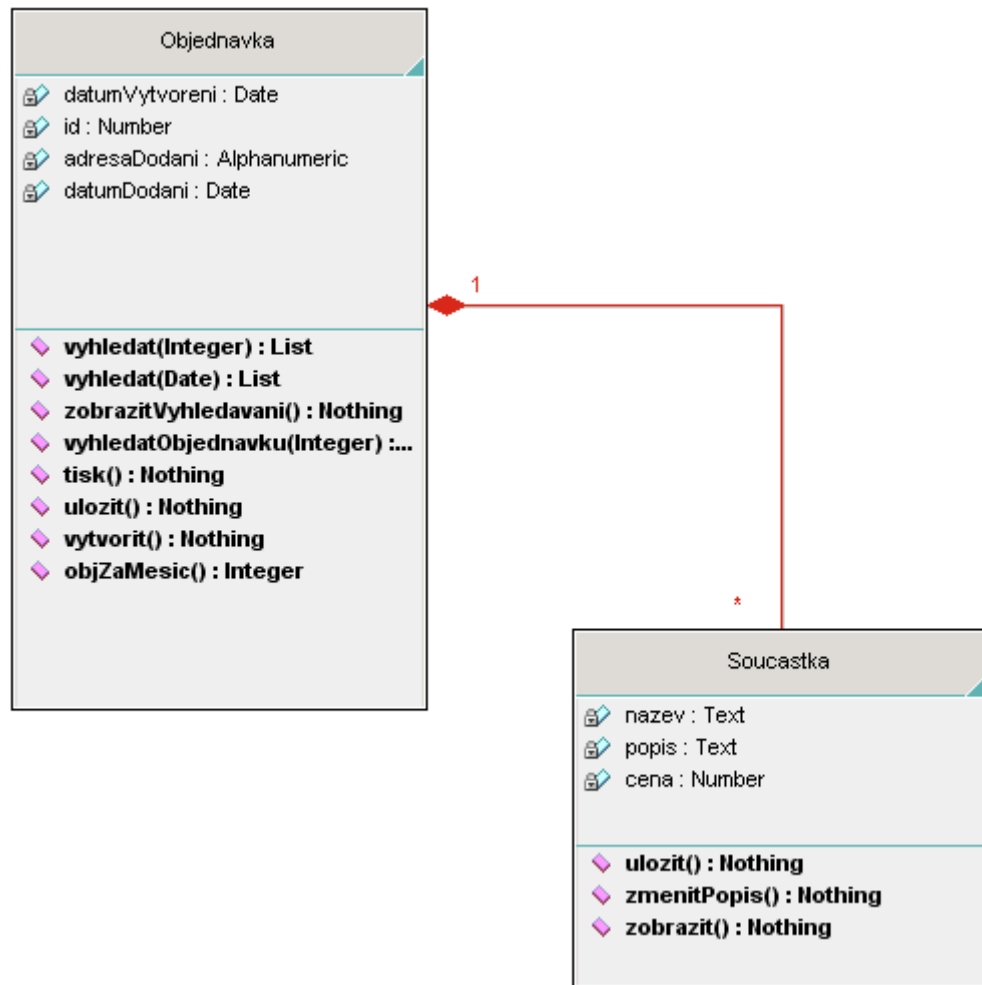 Objednavka
datumVytvoreni : Date
id : Number
adresaDodani : Alphanumeric
datumDodani : Date
1
vyhledat(Integer) : List
vyhledat(Date) : List
zobrazitVyhledavani() : Nothing
vyhledatObjednavku(Integer) :...
tisk() : Nothing
ulozit() : Nothing
vytvorit() : Nothing
objZaMesic() : Integer
*
Soucastka
nazev : Text
popis : Text
cena : Number
ulozit() : Nothing
zmenitPopis() : Nothing
zobrazit() : Nothing